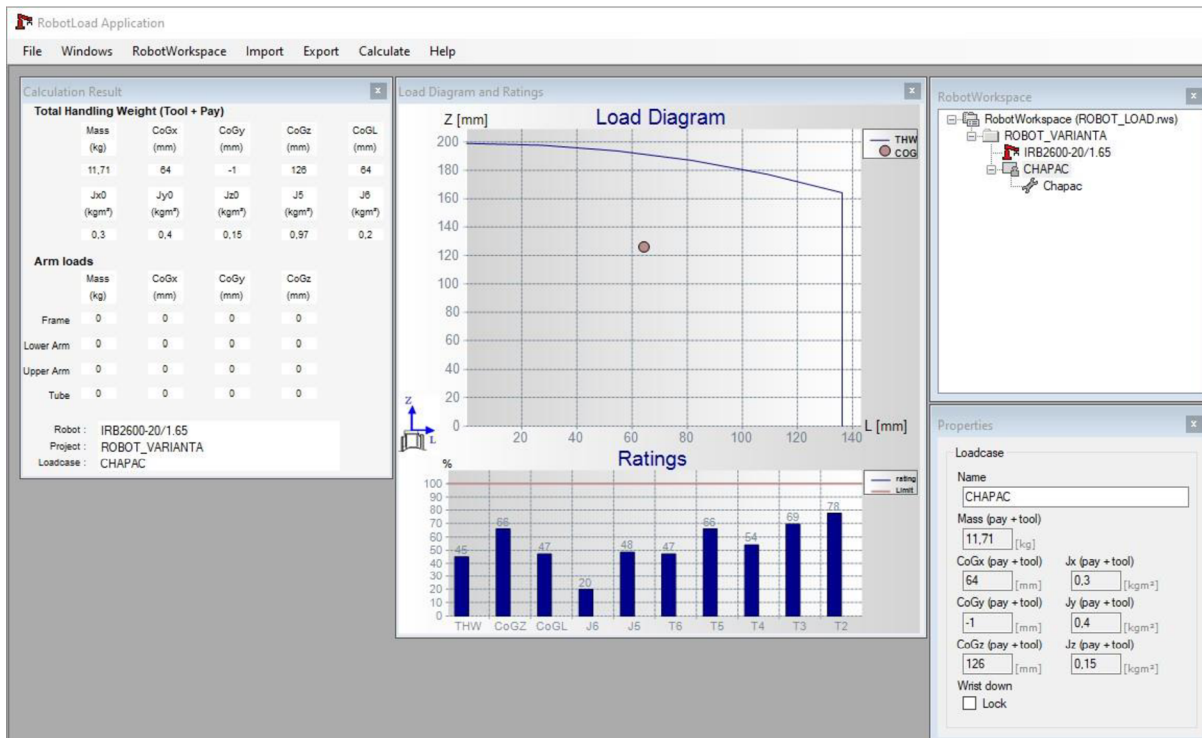 RobotLoad Application
File Windows RobotWorkspace Import Export Calculate Help
Calculation Result
Total Handling Weight (Tool + Pay)
Mass CoGx CoGy CoGz CoGL
(kg) (mm) (mm) (mm) (mm)
11,71 64 -1 126 64
Jx0 Jy0 Jz0 J5 J6
(kgm²) (kgm²) (kgm²) (kgm²) (kgm²)
0,3 0,4 0,15 0,97 0,2
Arm loads
Mass CoGx CoGy CoGz
(kg) (mm) (mm) (mm)
Frame 0 0 0 0
Lower Arm 0 0 0 0
Upper Arm 0 0 0 0
Tube 0 0 0 0
Robot : IRB2600-20/1.65
Project : ROBOT_VARIANTA
Loadcase : CHAPAC
Load Diagram and Ratings
Load Diagram
Z [mm]
THW
COG
200
180
160
140
120
100
80
60
40
20
0
L [mm]
20 40 60 80 100 120 140
Z
L
Ratings
%
rating
Limit
100
90
80
70
60
50
40
30
20
10
0
45 66 47 20 48 47 66 54 69 78
THW CoGZ CoGL J6 J5 T6 T5 T4 T3 T2
RobotWorkspace
RobotWorkspace (ROBOT_LOAD.rws)
ROBOT_VARIANTA
IRB2600-20/1.65
CHAPAC
Chapac
Properties
Loadcase
Name
CHAPAC
Mass (pay + tool)
11,71 [kg]
CoGx (pay + tool) Jx (pay + tool)
64 [mm] 0,3 [kgm²]
CoGy (pay + tool) Jy (pay + tool)
-1 [mm] 0,4 [kgm²]
CoGz (pay + tool) Jz (pay + tool)
126 [mm] 0,15 [kgm²]
Wrist down
Lock